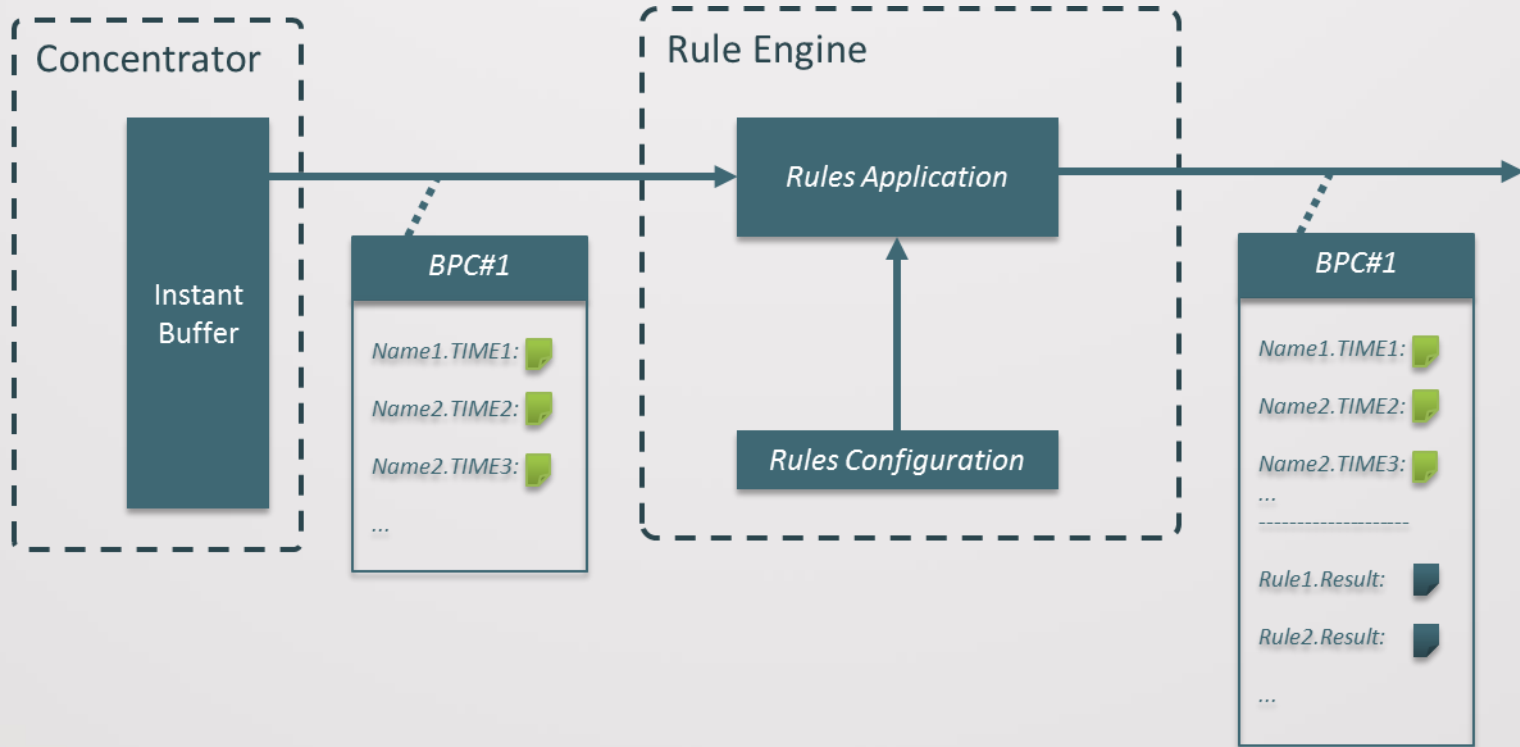 Concentrator
Instant
Buffer
BPC#1
Name1.TIME1:
Name2.TIME2:
Name2.TIME3:
...
Rule Engine
Rules Application
Rules Configuration
BPC#1
Name1.TIME1:
Name2.TIME2:
Name2.TIME3:
...
--------------------
Rule1.Result:
Rule2.Result:
...